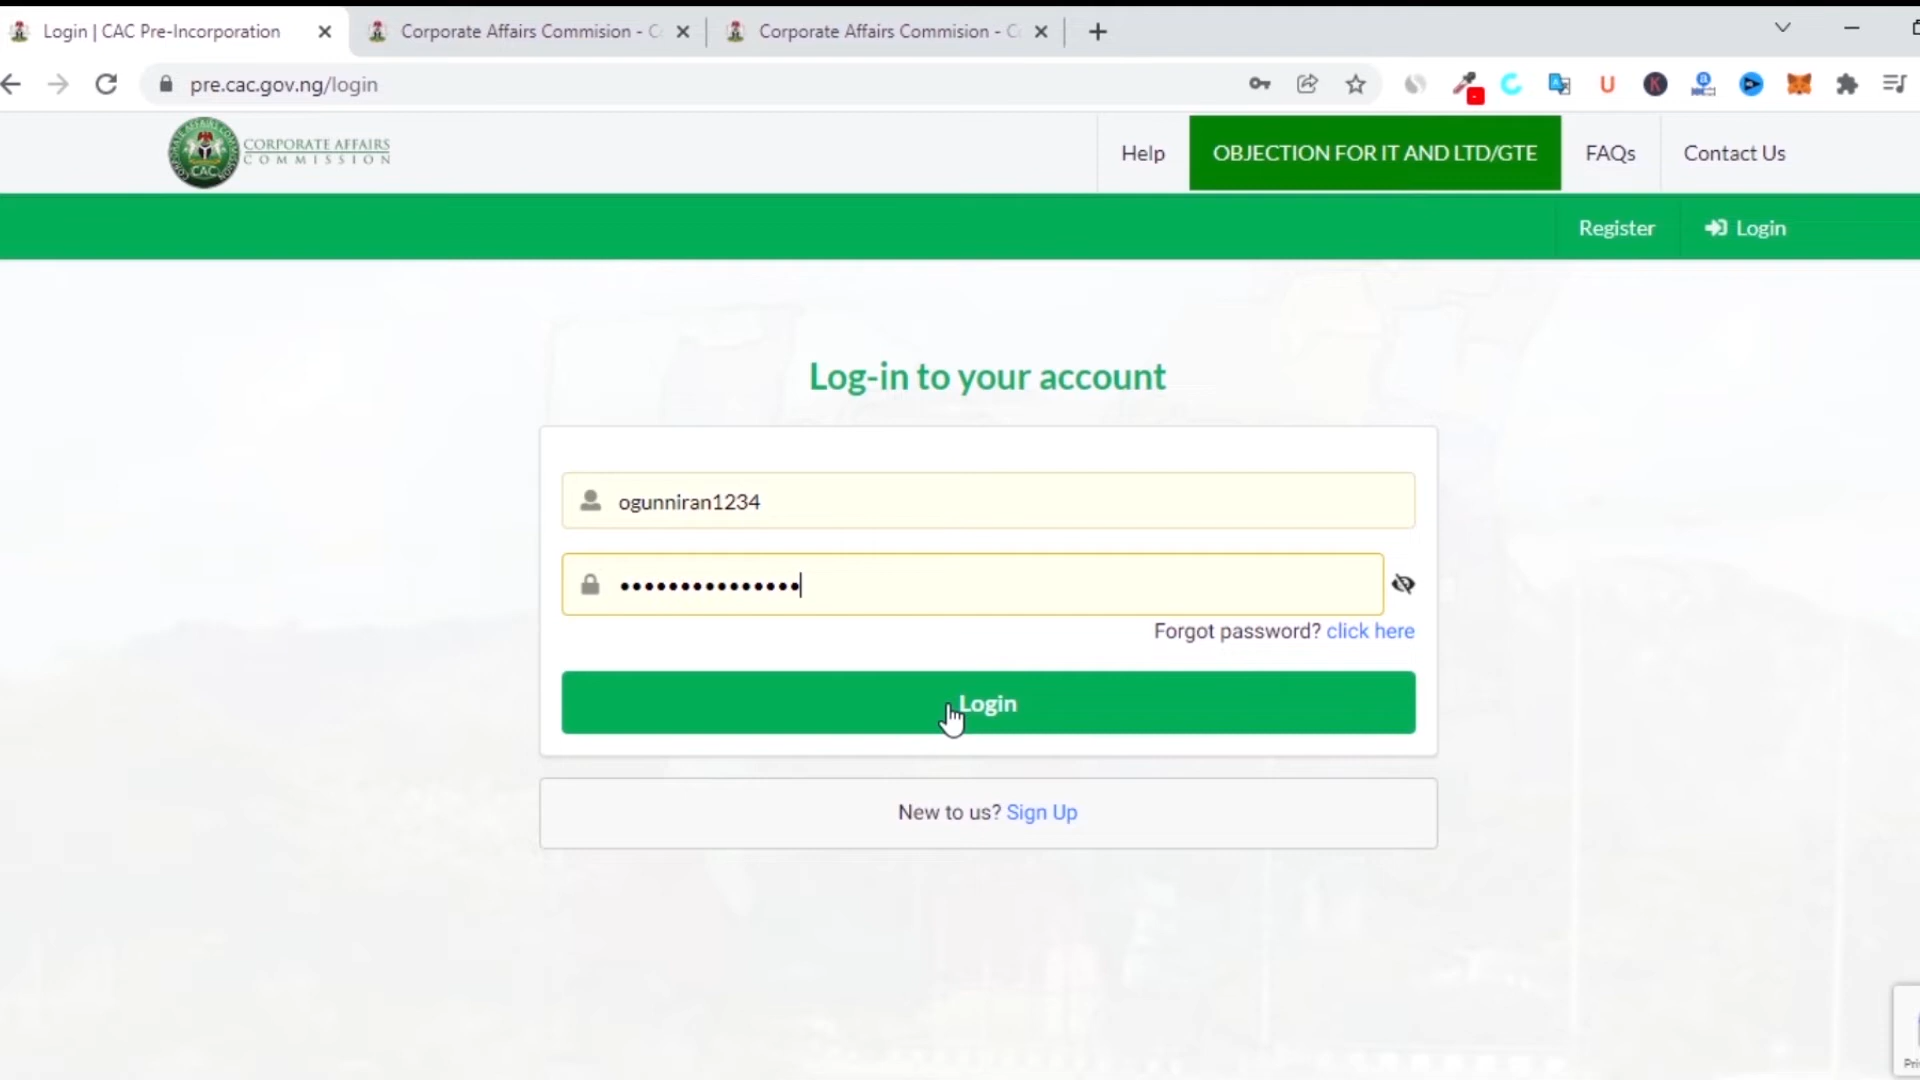 Login | CAC Pre-Incorporation
Corporate Affairs Commision - C
Corporate Affairs Commision - C
pre.cac.gov.ng/login
CORPORATE AFFAIRS
COMMISSION
CAC
Help
OBJECTION FOR IT AND LTD/GTE
FAQs
Contact Us
Register
Login
Log-in to your account
ogunniran1234
•••••••••••••••
Forgot password? click here
Login
New to us? Sign Up